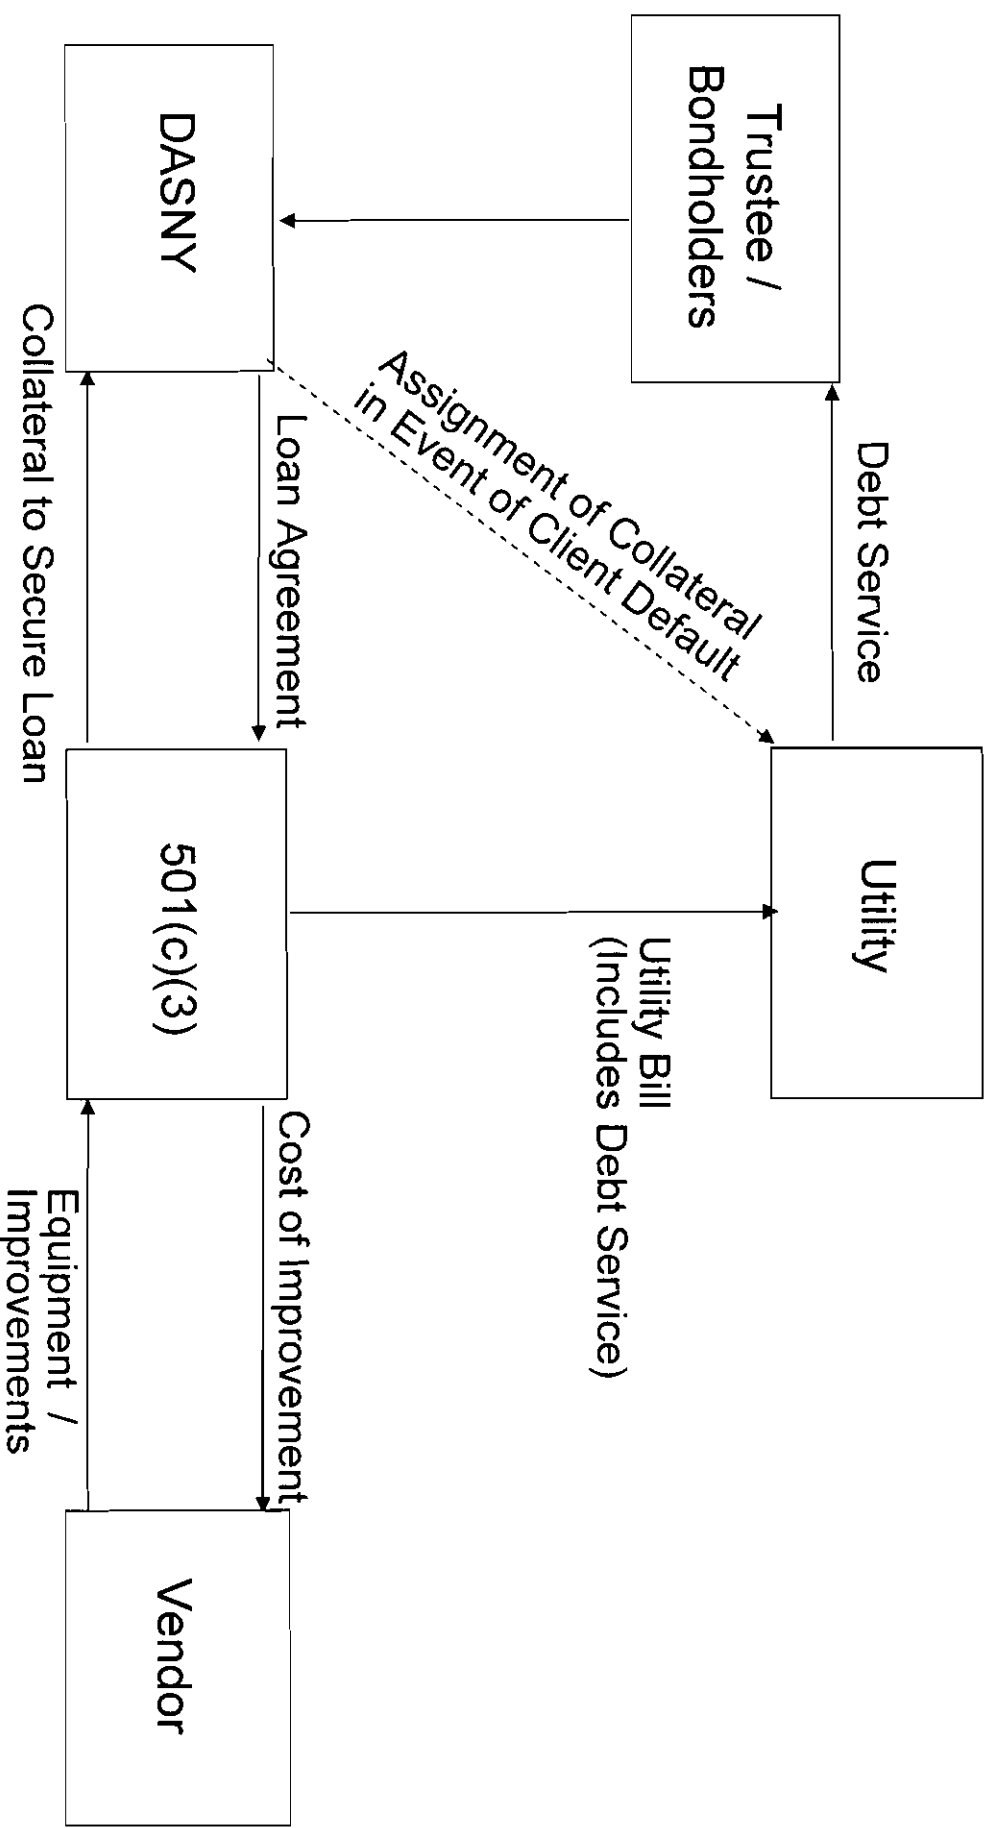 Utility
Debt Service
Trustee /
Bondholders
Utility Bill
(Includes Debt Service)
Assignment of Collateral
in Event of Client Default
Loan Agreement
Cost of Improvement
DASNY
501(c)(3)
Vendor
Collateral to Secure Loan
Equipment /
Improvements